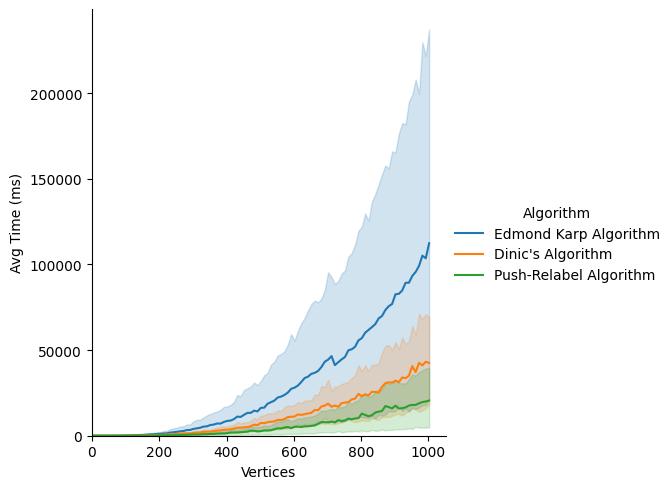 Avg Time (ms)
200000
150000
100000
50000
0
0 200 400 600 800 1000
Vertices
Algorithm
Edmond Karp Algorithm
Dinic's Algorithm
Push-Relabel Algorithm